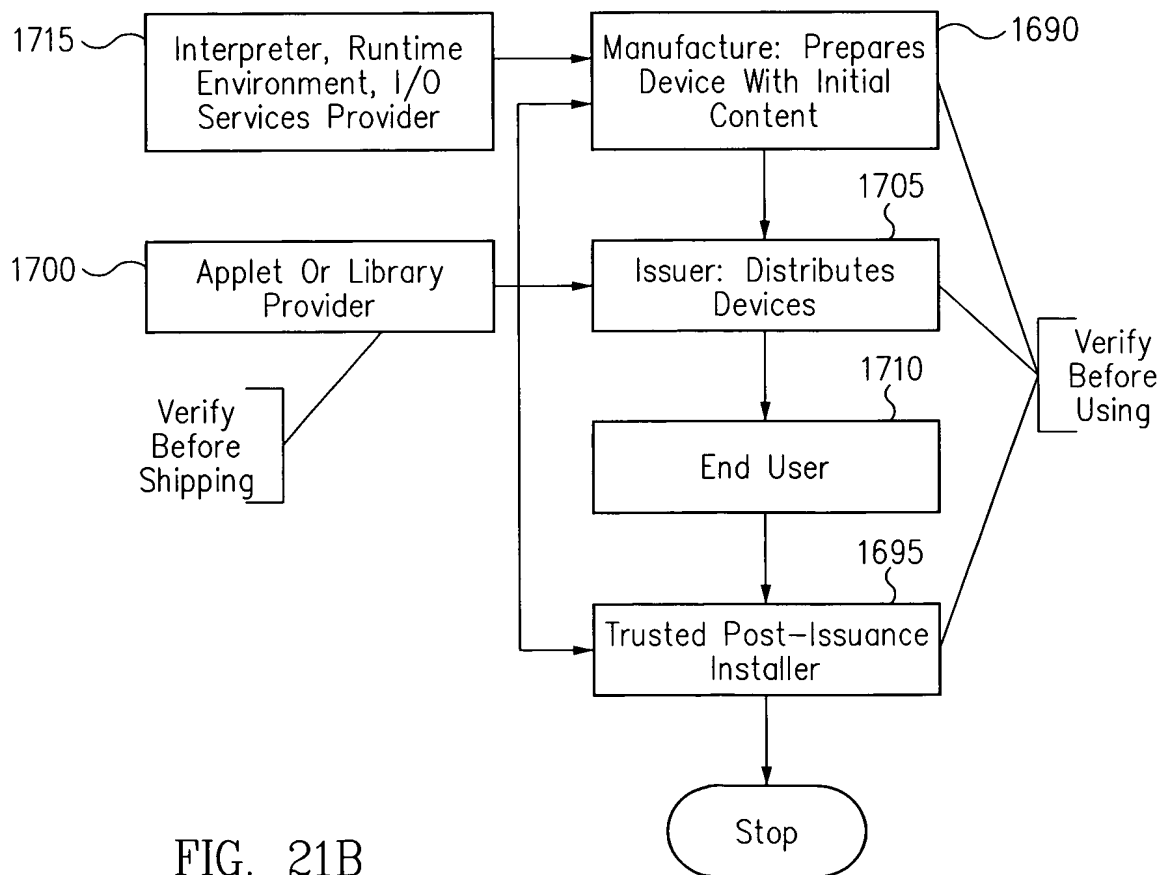 1715
Interpreter, Runtime
Environment, I/O
Services Provider
Manufacture: Prepares
Device With Initial
Content
1690
1700
Applet Or Library
Provider
1705
Issuer: Distributes
Devices
Verify
Before
Shipping
1710
End User
Verify
Before
Using
1695
Trusted Post-Issuance
Installer
Stop
FIG. 21B